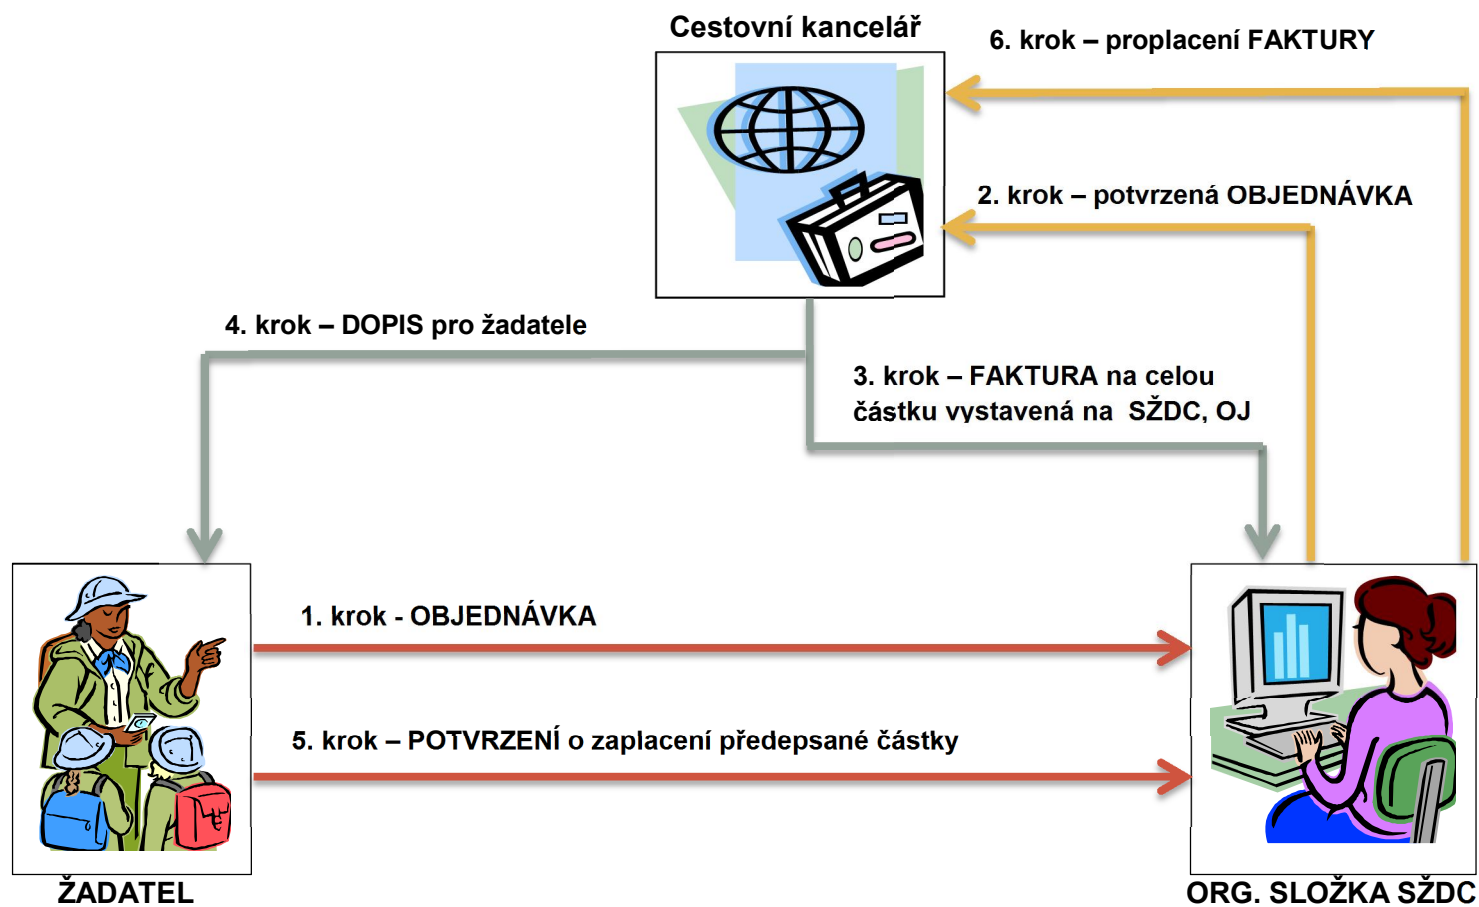 Cestovní kancelář
6. krok – proplacení FAKTURY
2. krok – potvrzená OBJEDNÁVKA
4. krok – DOPIS pro žadatele
3. krok – FAKTURA na celou
částku vystavená na SŽDC, OJ
1. krok - OBJEDNÁVKA
5. krok – POTVRZENÍ o zaplacení předepsané částky
ŽADATEL
ORG. SLOŽKA SŽDC